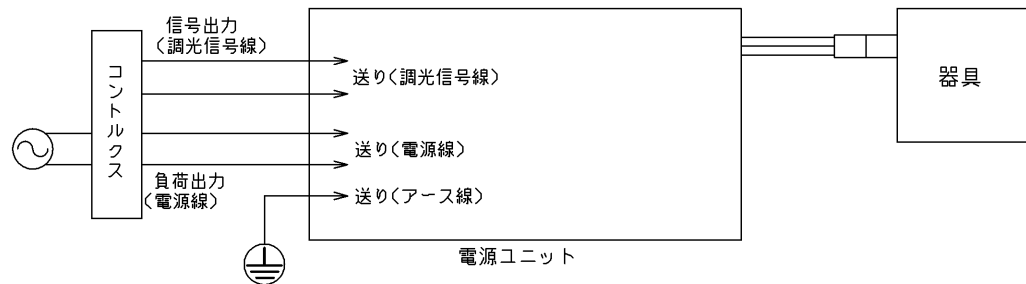 信号出力
(調光信号線)
コントルクス
送り(調光信号線)
送り(電源線)
負荷出力
(電源線)
送り(アース線)
電源ユニット
器具